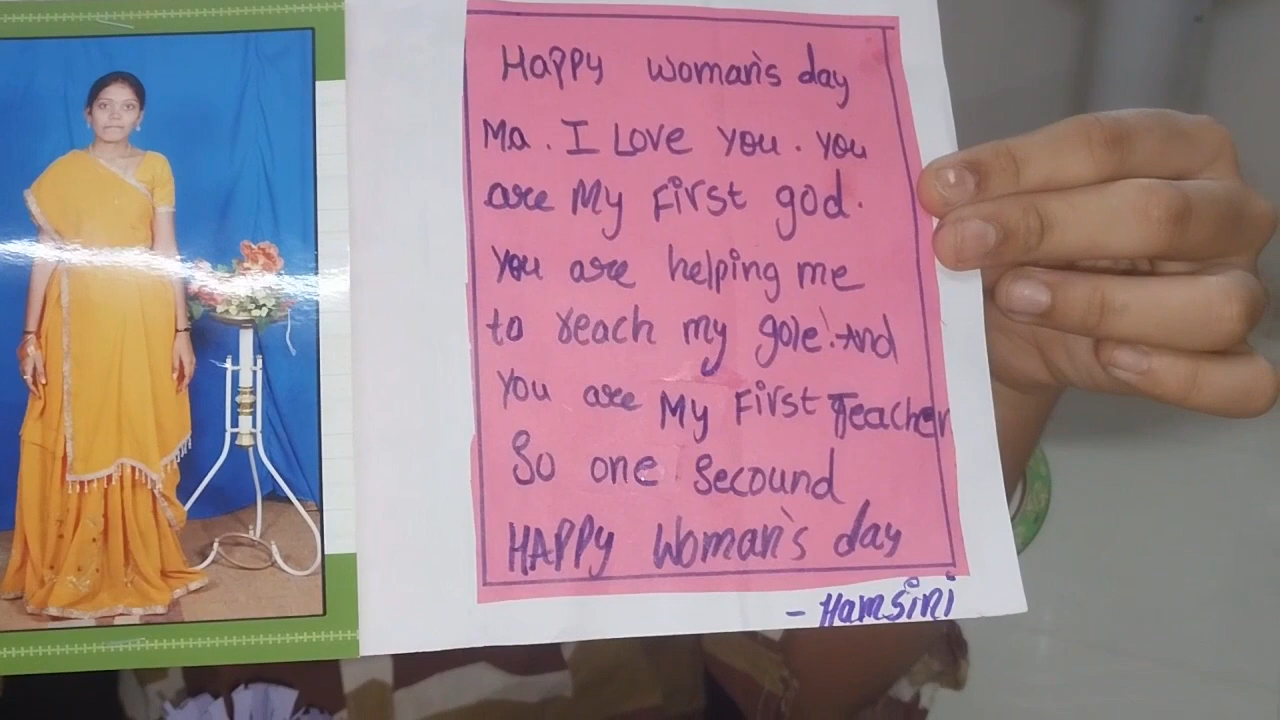 Happy woman's day
Ma. I Love you. you
are My First god.
you are helping me
to reach my gole! And
you are My First Teacher
So one Secound
HAPPy Woman's day
- Hamsini